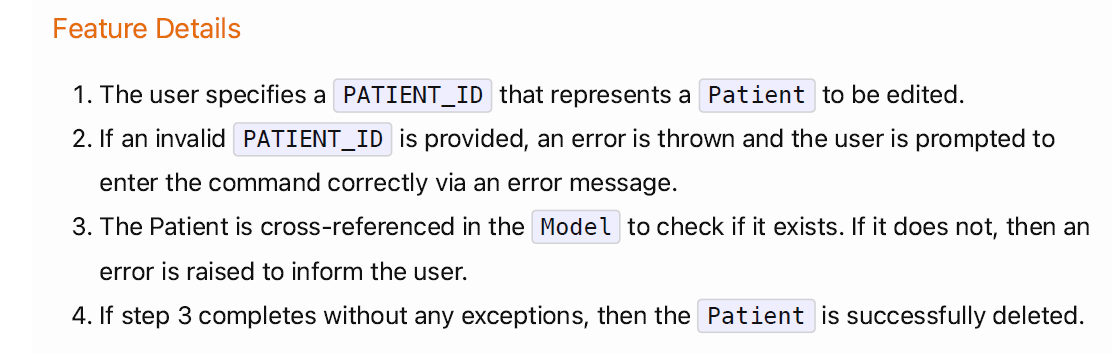 Feature Details
1. The user specifies a PATIENT_ID that represents a Patient to be edited.
2. If an invalid PATIENT_ID is provided, an error is thrown and the user is prompted to
enter the command correctly via an error message.
3. The Patient is cross-referenced in the Model to check if it exists. If it does not, then an
error is raised to inform the user.
4. If step 3 completes without any exceptions, then the Patient is successfully deleted.